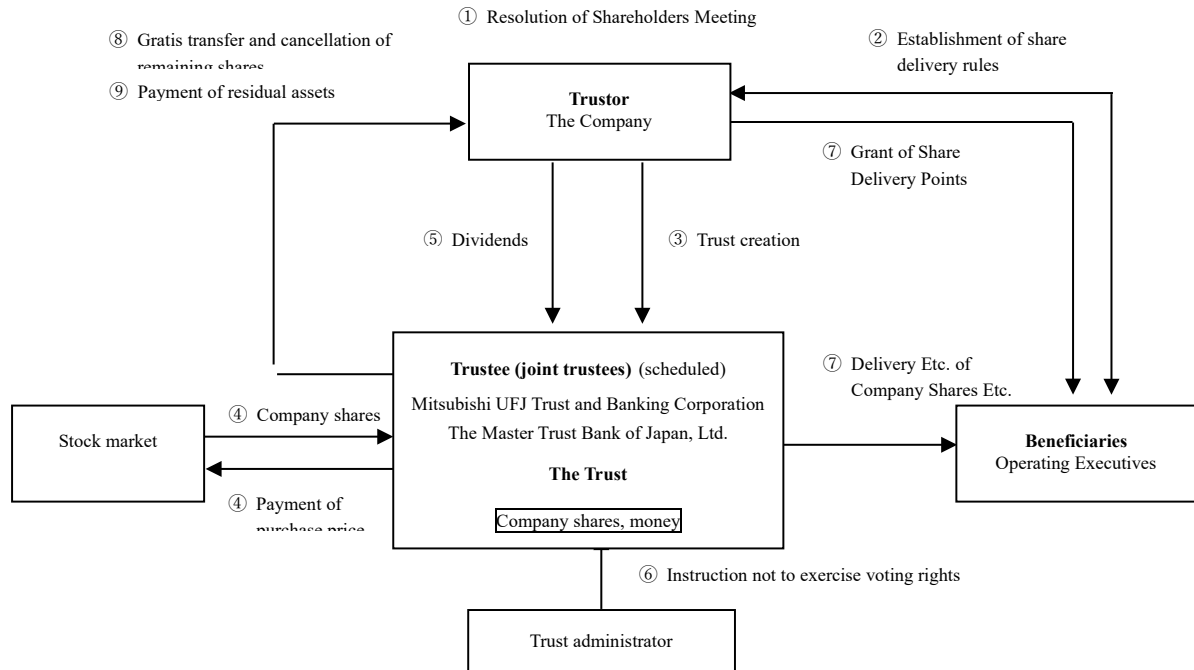 ① Resolution of Shareholders Meeting
⑧ Gratis transfer and cancellation of
remaining shares
⑨ Payment of residual assets
② Establishment of share
delivery rules
Trustor
The Company
⑦ Grant of Share
Delivery Points
⑤ Dividends
③ Trust creation
Trustee (joint trustees) (scheduled)
Mitsubishi UFJ Trust and Banking Corporation
The Master Trust Bank of Japan, Ltd.
The Trust
Company shares, money
⑦ Delivery Etc. of
Company Shares Etc.
④ Company shares
Stock market
④ Payment of
purchase price
Beneficiaries
Operating Executives
⑥ Instruction not to exercise voting rights
Trust administrator